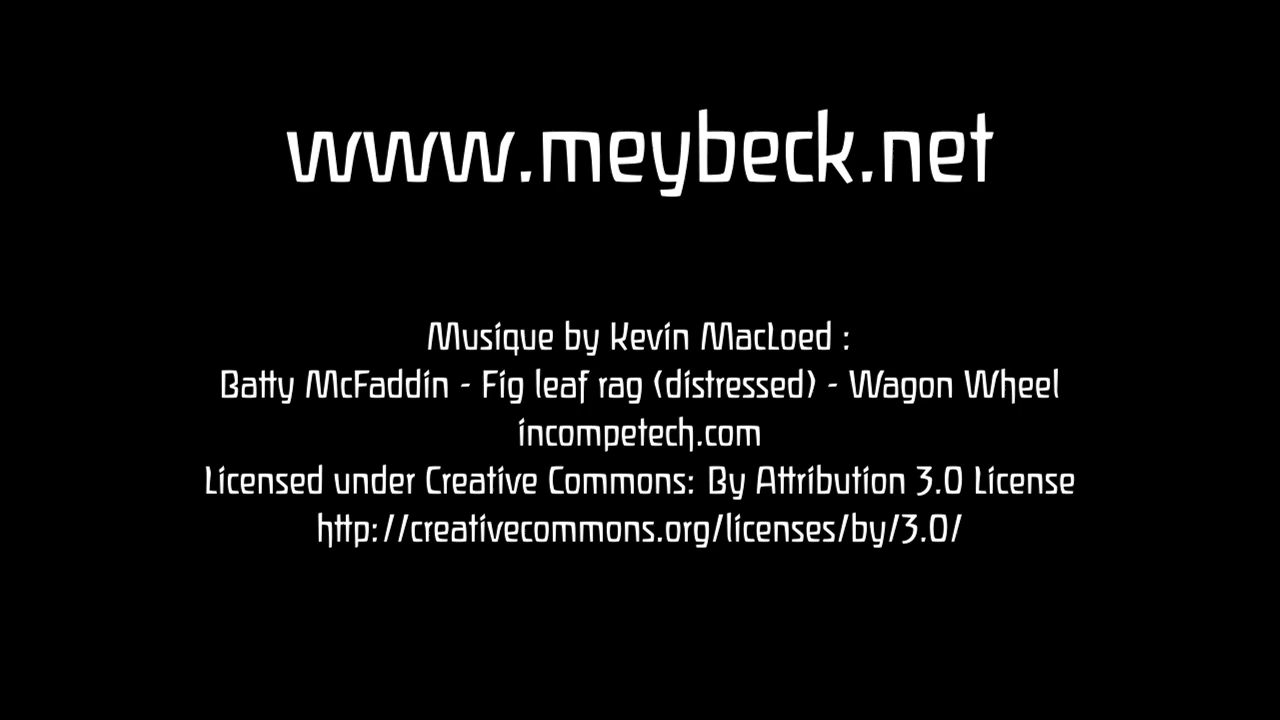 www.meybeck.net
Musique by Kevin MacLoed :
Batty McFaddin - Fig leaf rag (distressed) - Wagon Wheel
incompetech.com
Licensed under Creative Commons: By Attribution 3.0 License
http://creativecommons.org/licenses/by/3.0/